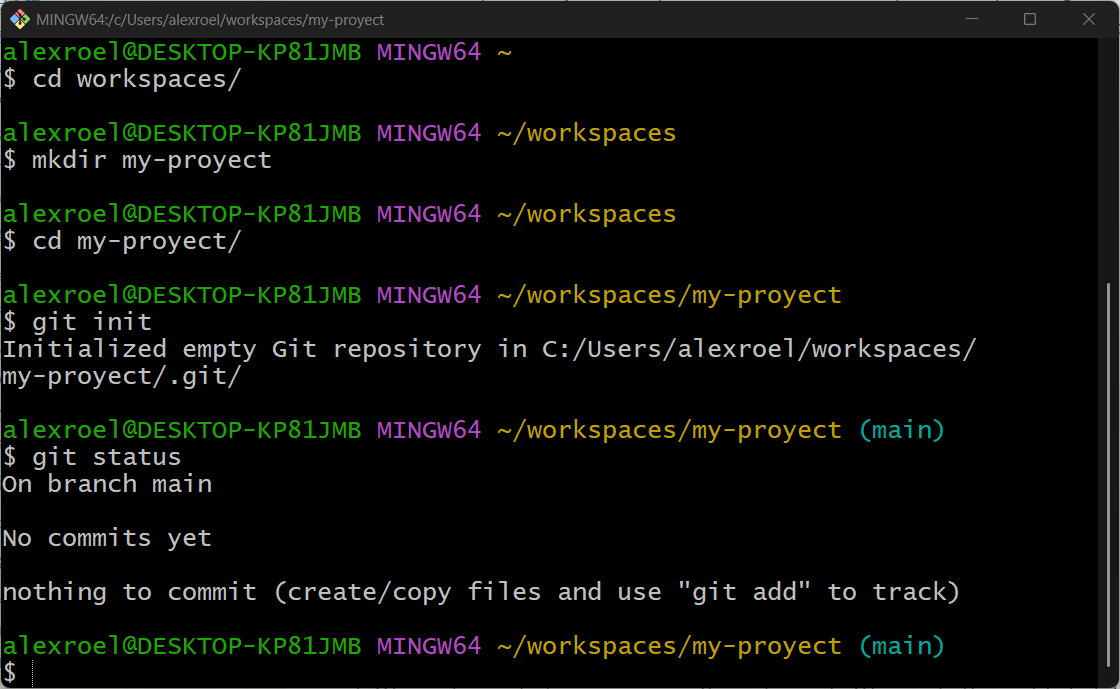 MINGW64:/c/Users/alexroel/workspaces/my-proyect
alexroel@DESKTOP-KP81JMB MINGW64 ~
$ cd workspaces/
alexroel@DESKTOP-KP81JMB MINGW64 ~/workspaces
$ mkdir my-proyect
alexroel@DESKTOP-KP81JMB MINGW64 ~/workspaces
$ cd my-proyect/
alexroel@DESKTOP-KP81JMB MINGW64 ~/workspaces/my-proyect
$ git init
Initialized empty Git repository in C:/Users/alexroel/workspaces/
my-proyect/.git/
alexroel@DESKTOP-KP81JMB MINGW64 ~/workspaces/my-proyect (main)
$ git status
On branch main
No commits yet
nothing to commit (create/copy files and use "git add" to track)
alexroel@DESKTOP-KP81JMB MINGW64 ~/workspaces/my-proyect (main)
$